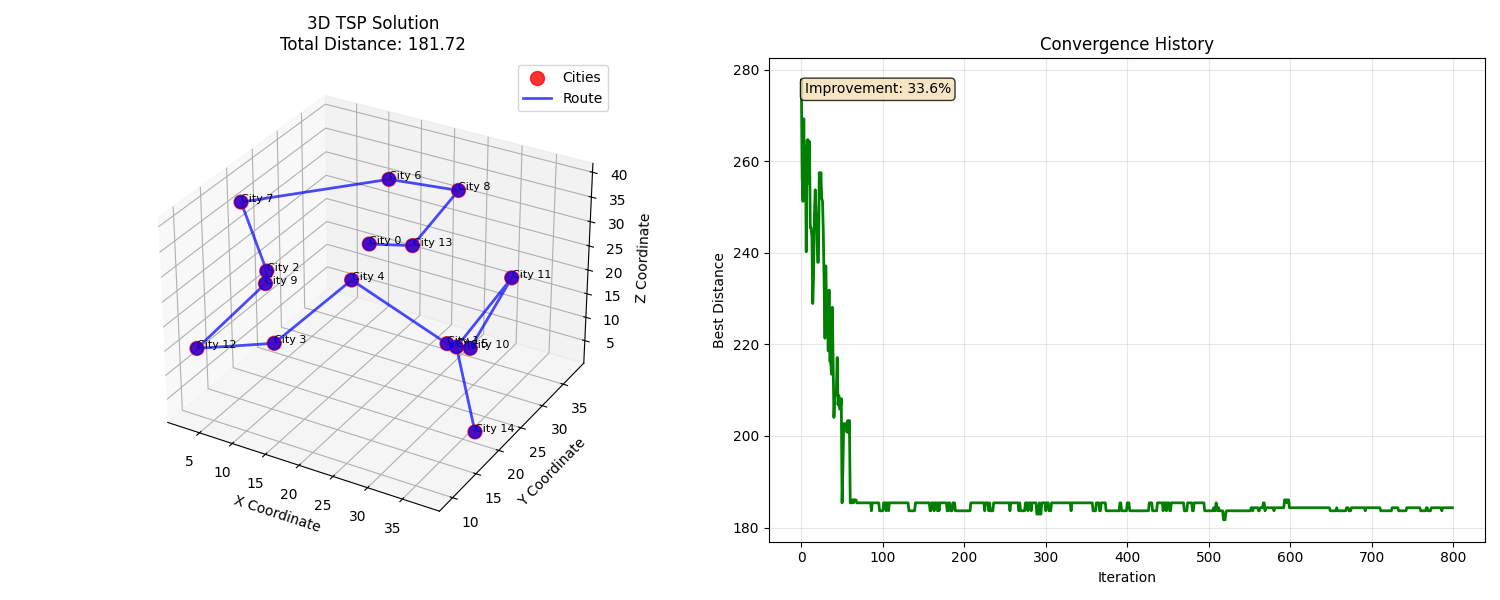 3D TSP Solution
Total Distance: 181.72
Cities
Route
City 7
City 6
City 8
City 0
City 13
City 2
City 9
City 4
City 11
City 12
City 3
City 10
City 14
40
35
30
25
20
15
10
5
Z Coordinate
5
10
15
20
25
30
35
X Coordinate
10
15
20
25
30
35
Y Coordinate
Convergence History
Improvement: 33.6%
280
260
240
220
200
180
Best Distance
0
100
200
300
400
500
600
700
800
Iteration